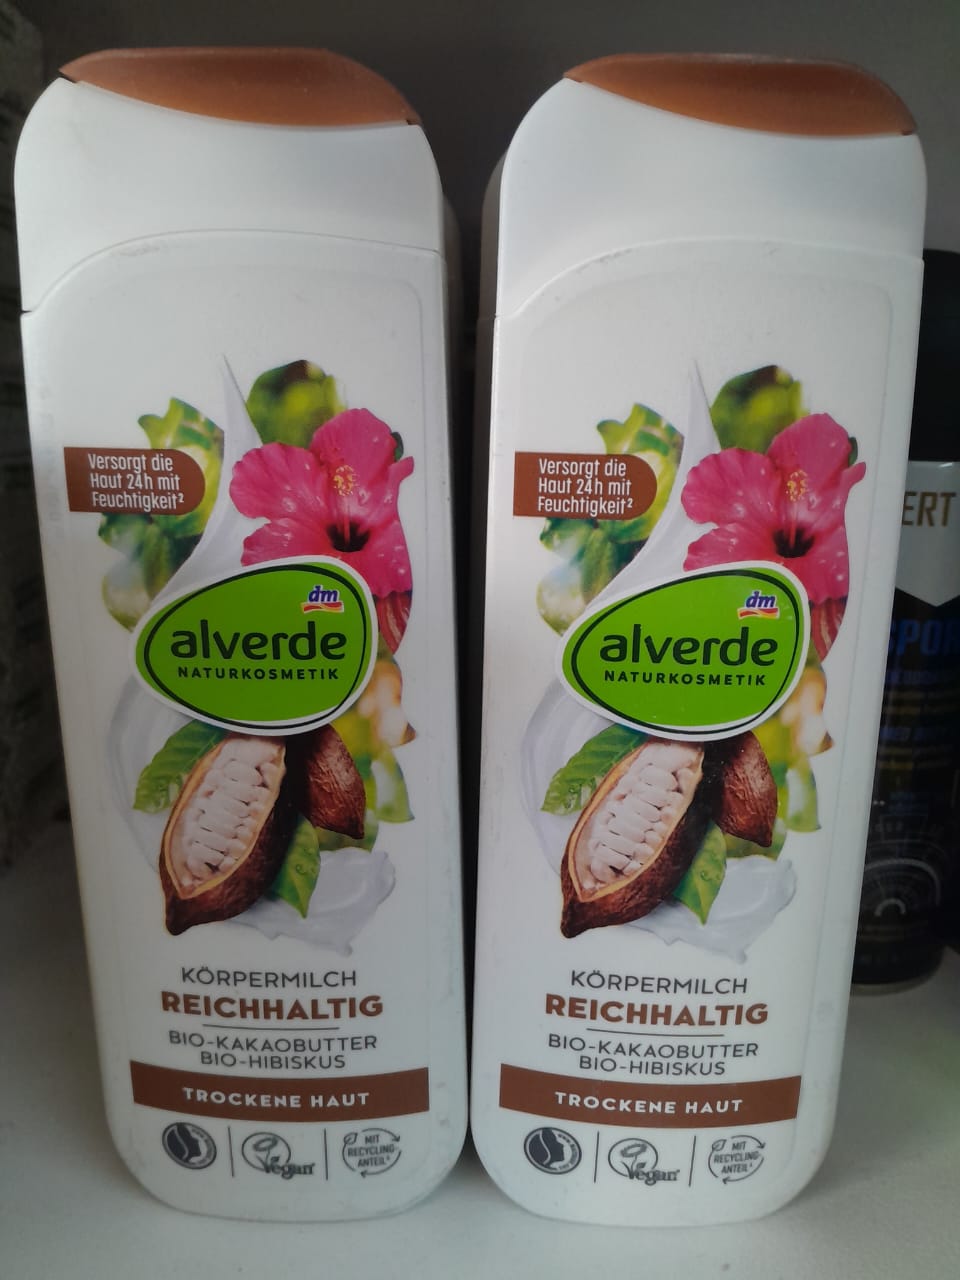 Versorgt die
Haut 24h mit
Feuchtigkeit²
dm
alverde
NATURKOSMETIK
KÖRPERMILCH
REICHHALTIG
BIO-KAKAOBUTTER
BIO-HIBISKUS
TROCKENE HAUT
Vegan
MIT
RECYCLING-
ANTEIL¹
Versorgt die
Haut 24h mit
Feuchtigkeit²
dm
alverde
NATURKOSMETIK
KÖRPERMILCH
REICHHALTIG
BIO-KAKAOBUTTER
BIO-HIBISKUS
TROCKENE HAUT
Vegan
MIT
RECYCLING-
ANTEIL¹
ERT
SPOR